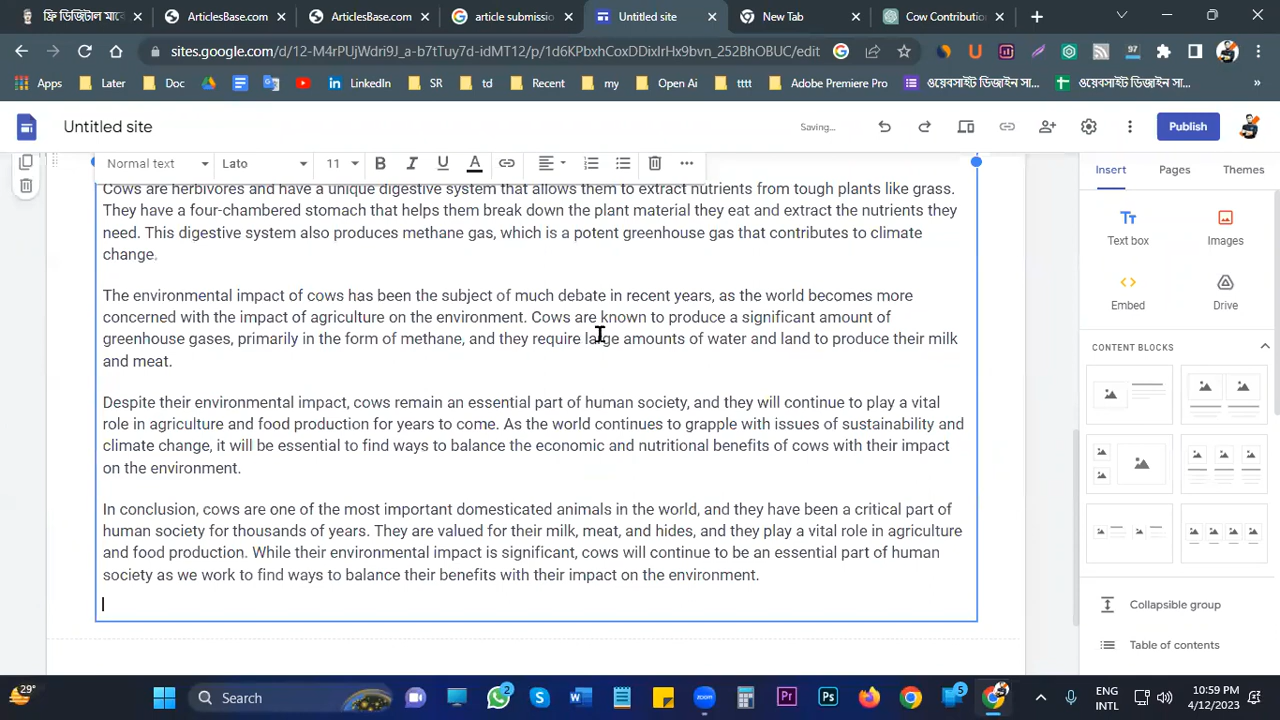 ফ্রি ডিজিটাল মার্কে
ArticlesBase.com
ArticlesBase.com
article submissio
Untitled site
New Tab
Cow Contributio
sites.google.com/d/12-M4rPUjWdri9J_a-b7tTuy7d-idMT12/p/1d6KPbxhCoxDDixIrHx9bvn_252BhOBUC/edit
97
Apps
Later
Doc
LinkedIn
SR
td
Recent
my
Open Ai
tttt
Adobe Premiere Pro
ওয়েবসাইট ডিজাইন সা...
ওয়েবসাইট ডিজাইন সা...
»
Untitled site
Saving...
Publish
Normal text
Lato
11
B
I
U
A
Insert
Pages
Themes
Cows are herbivores and have a unique digestive system that allows them to extract nutrients from tough plants like grass.
They have a four-chambered stomach that helps them break down the plant material they eat and extract the nutrients they
need. This digestive system also produces methane gas, which is a potent greenhouse gas that contributes to climate
change.
The environmental impact of cows has been the subject of much debate in recent years, as the world becomes more
concerned with the impact of agriculture on the environment. Cows are known to produce a significant amount of
greenhouse gases, primarily in the form of methane, and they require large amounts of water and land to produce their milk
and meat.
Despite their environmental impact, cows remain an essential part of human society, and they will continue to play a vital
role in agriculture and food production for years to come. As the world continues to grapple with issues of sustainability and
climate change, it will be essential to find ways to balance the economic and nutritional benefits of cows with their impact
on the environment.
In conclusion, cows are one of the most important domesticated animals in the world, and they have been a critical part of
human society for thousands of years. They are valued for their milk, meat, and hides, and they play a vital role in agriculture
and food production. While their environmental impact is significant, cows will continue to be an essential part of human
society as we work to find ways to balance their benefits with their impact on the environment.
Text box
Images
Embed
Drive
CONTENT BLOCKS
Collapsible group
Table of contents
29°
Search
2
5
ENG
INTL
10:59 PM
4/12/2023